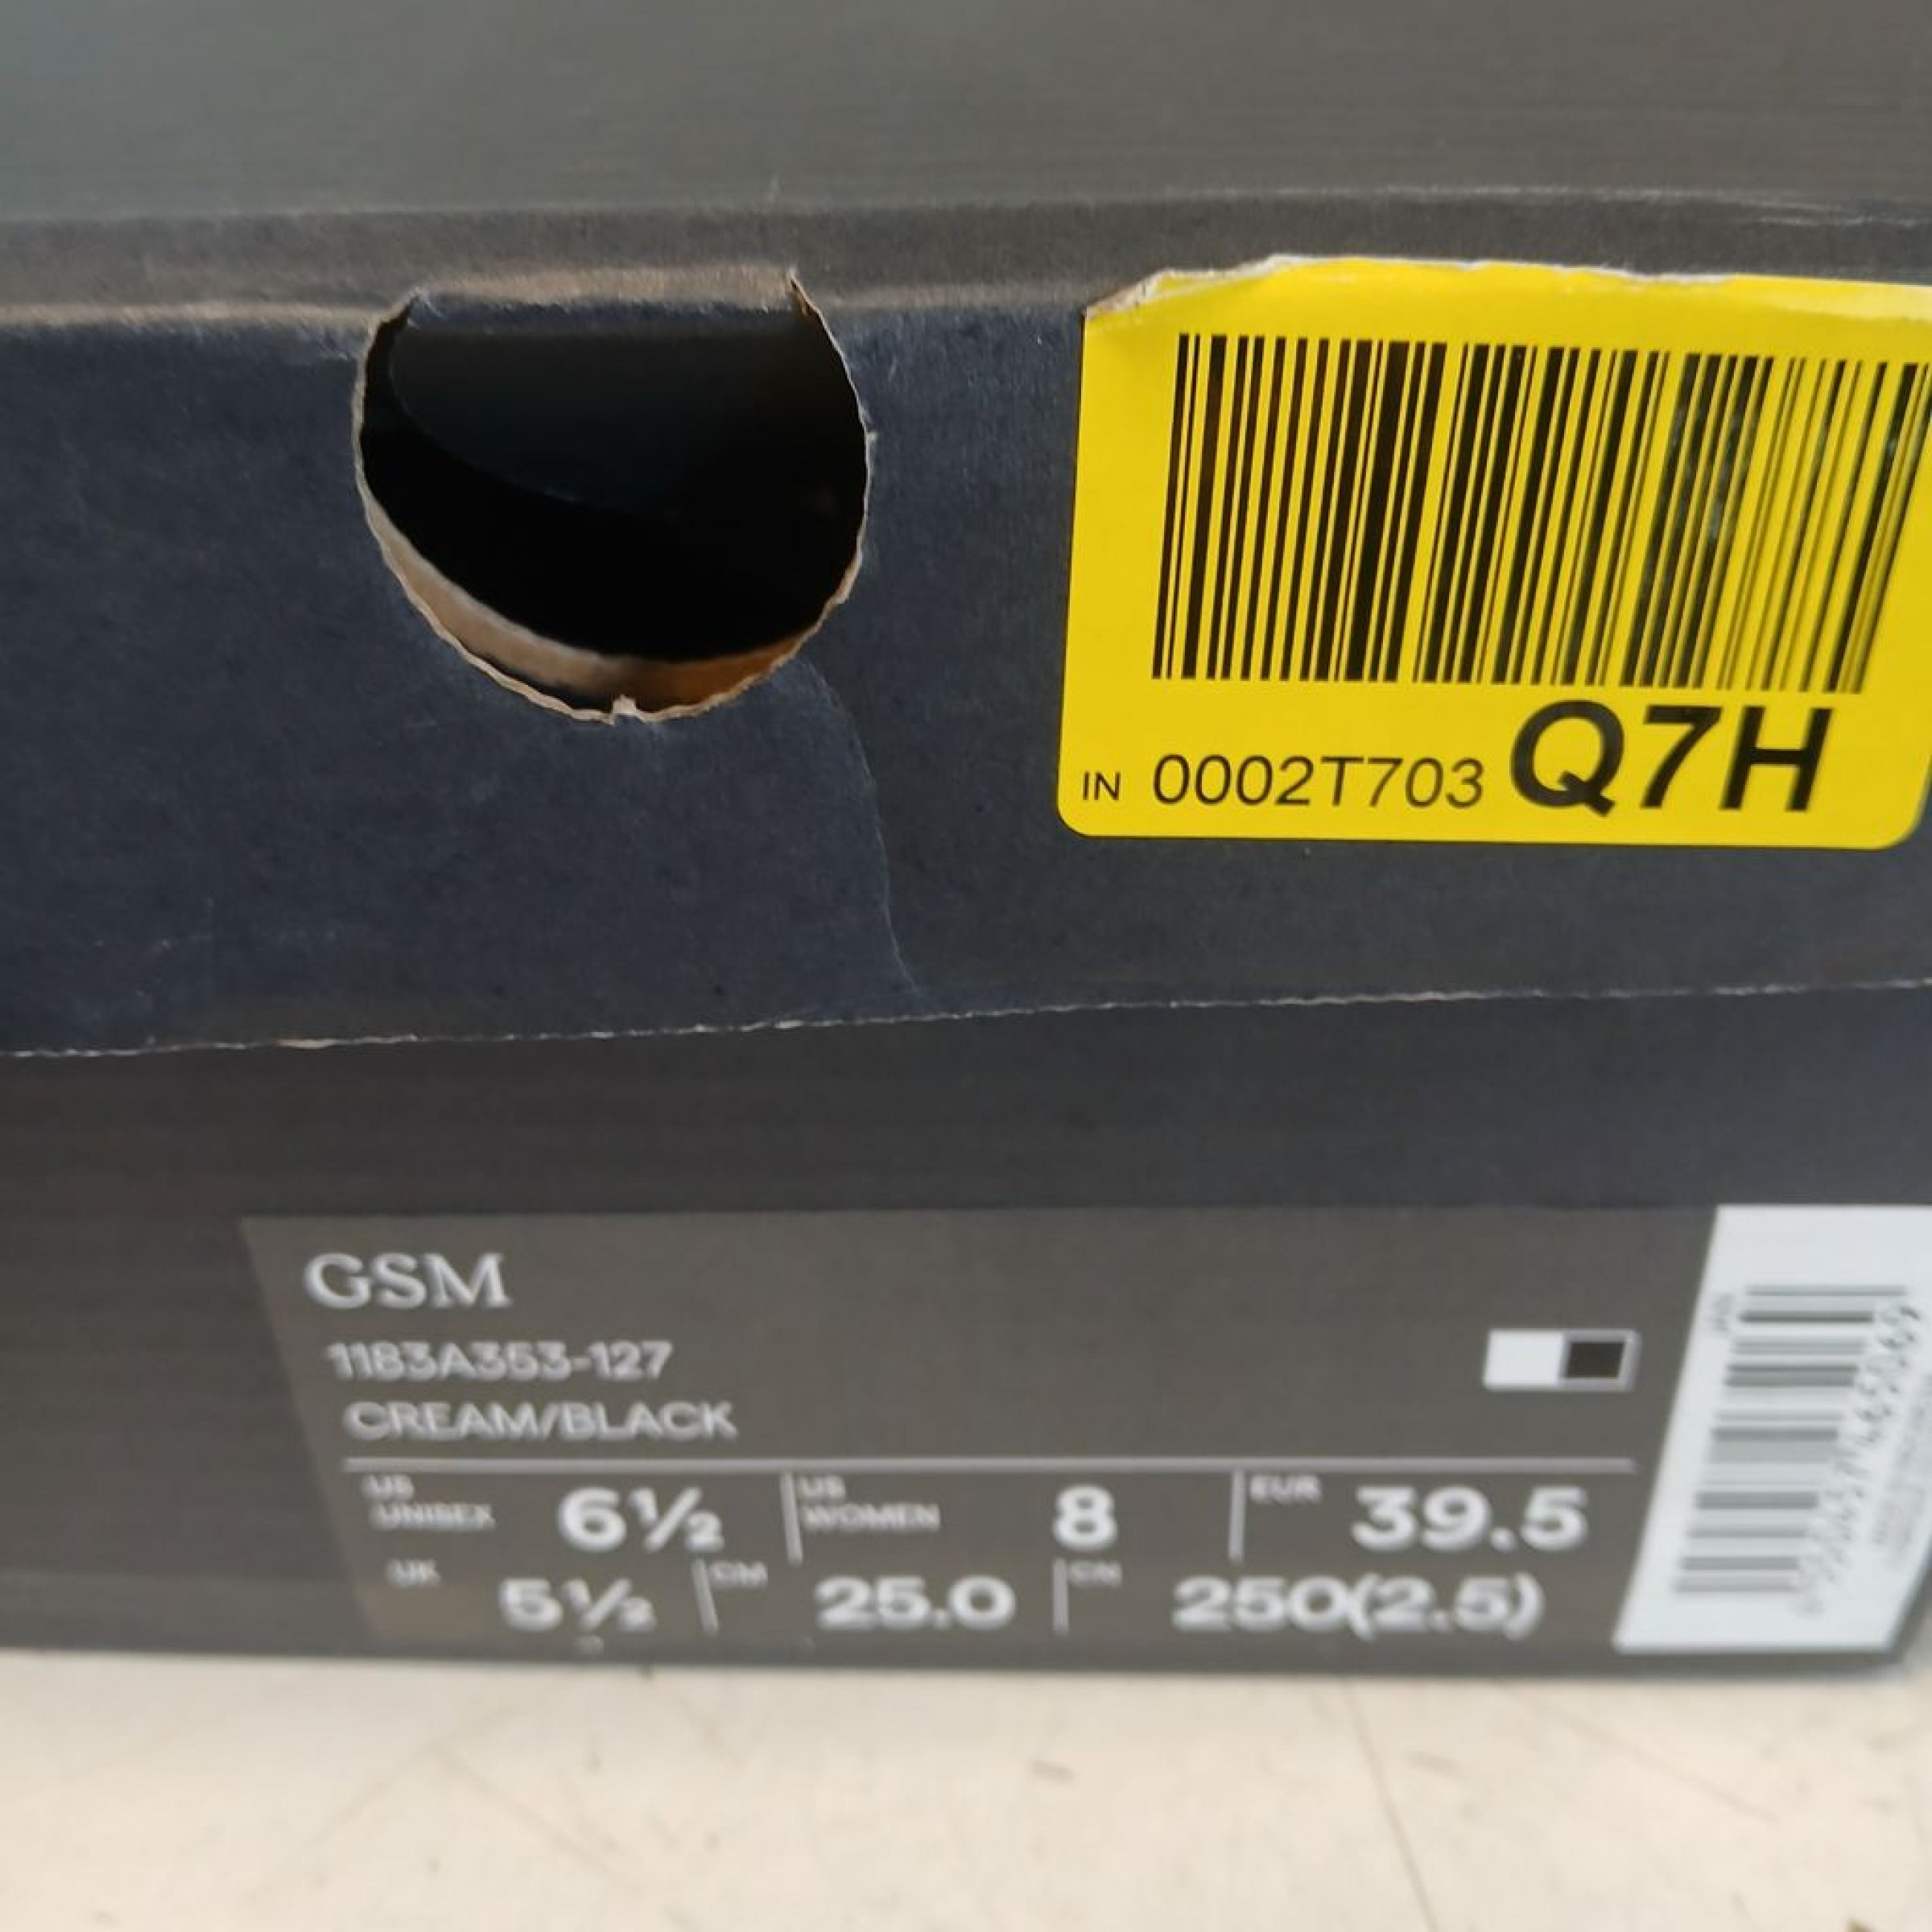 IN 0002T703 Q7H
GSM
1183A353-127
CREAM/BLACK
US UNISEX 6½ US WOMEN 8 EUR 39.5
UK 5½ CM 25.0 CN 250(2.5)